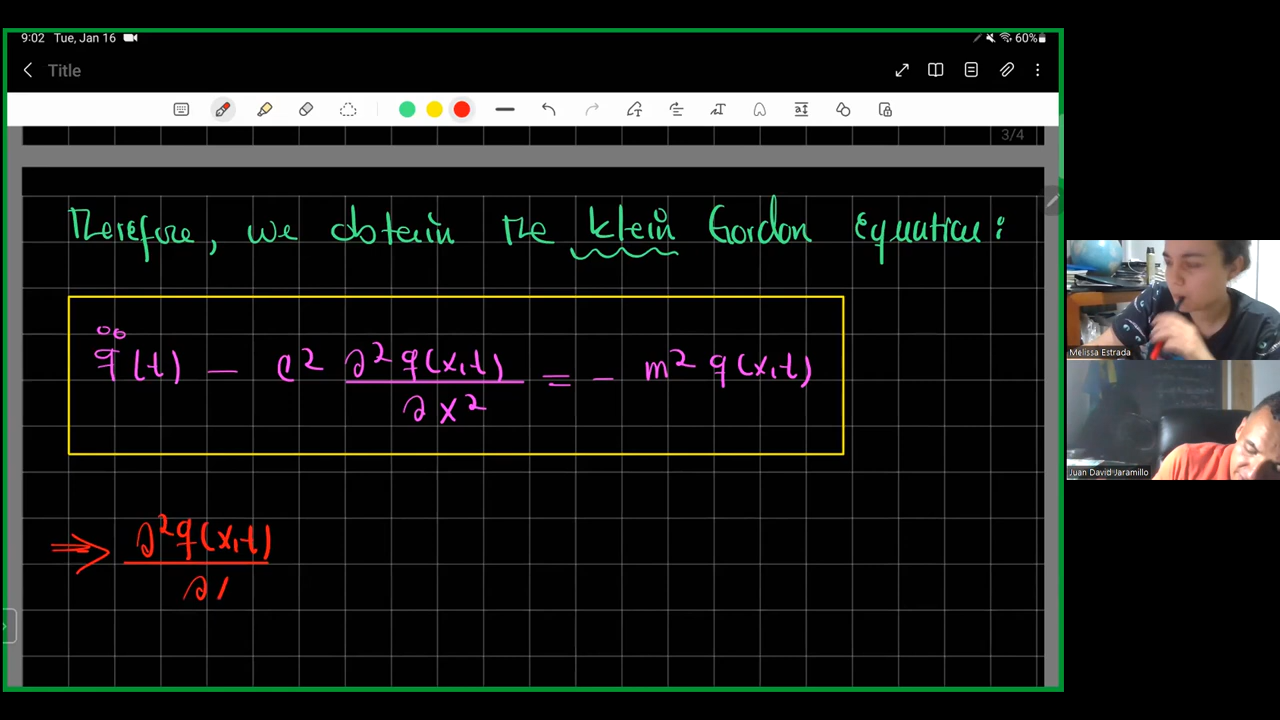 9:02 Tue, Jan 16 60%
Title
3/4
Therefore, we obtein the klein Gordon Equation:
q̈(t) − c² ∂²q(x,t)/∂x² = − m² q(x,t)
⇒ ∂²q(x,t)/∂
Melissa Estrada
Juan David Jaramillo